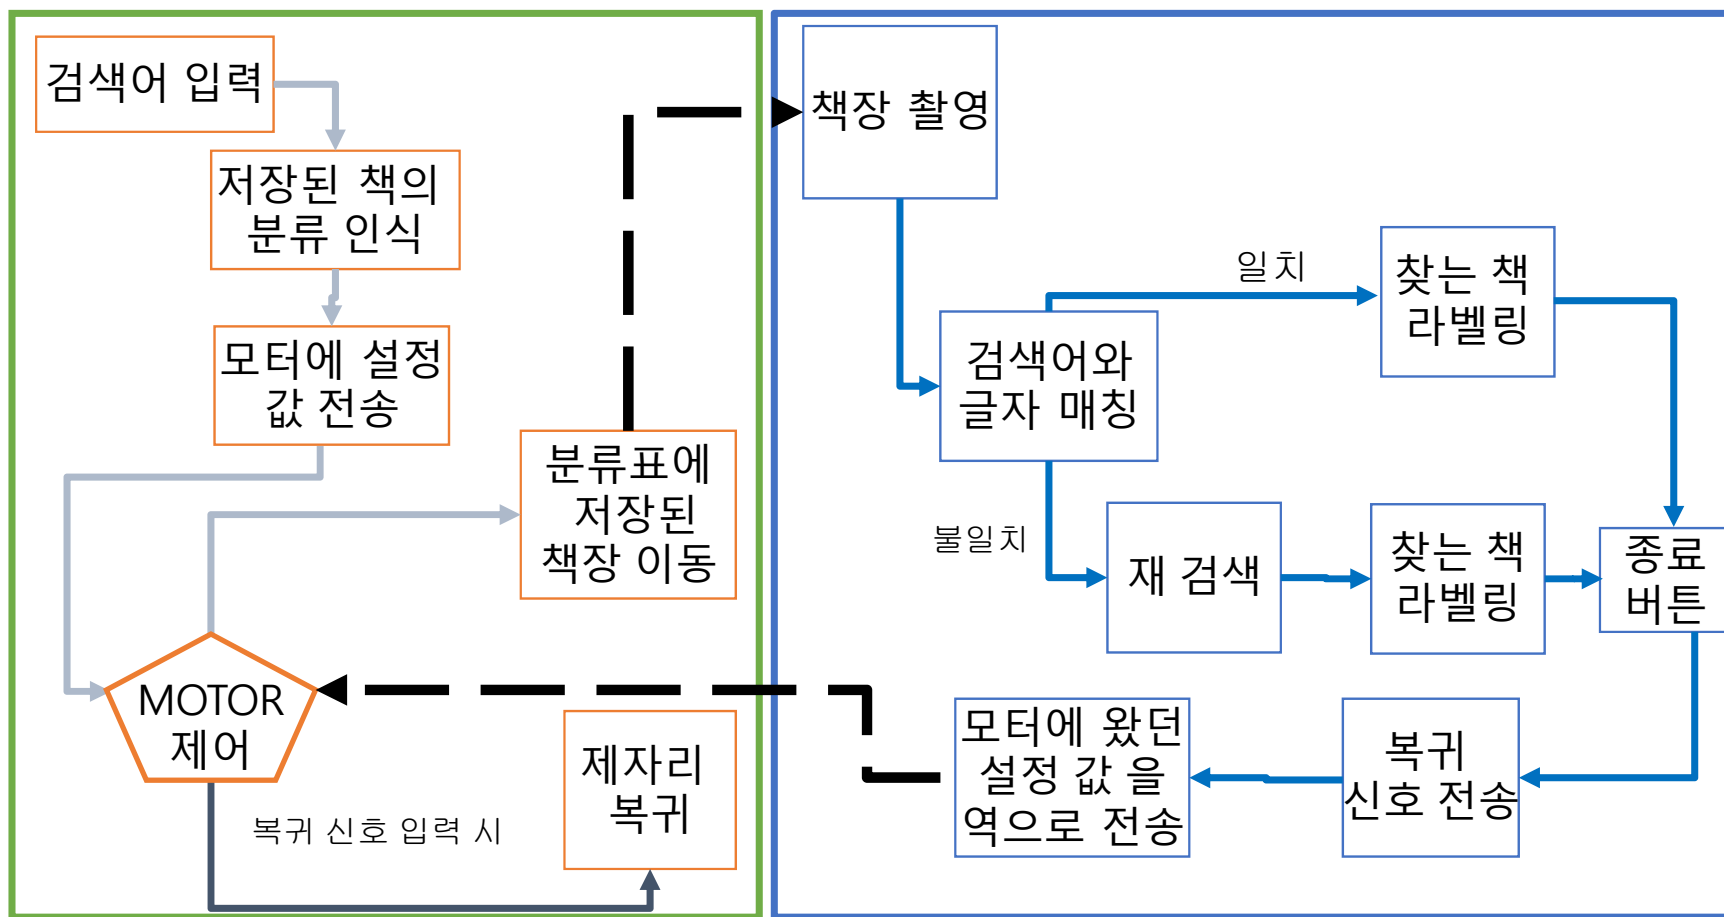 검색어 입력
저장된 책의
분류 인식
모터에 설정
값 전송
분류표에
저장된
책장 이동
MOTOR
제어
복귀 신호 입력 시
제자리
복귀
책장 촬영
검색어와
글자 매칭
일치
찾는 책
라벨링
불일치
재 검색
찾는 책
라벨링
종료
버튼
복귀
신호 전송
모터에 왔던
설정 값 을
역으로 전송